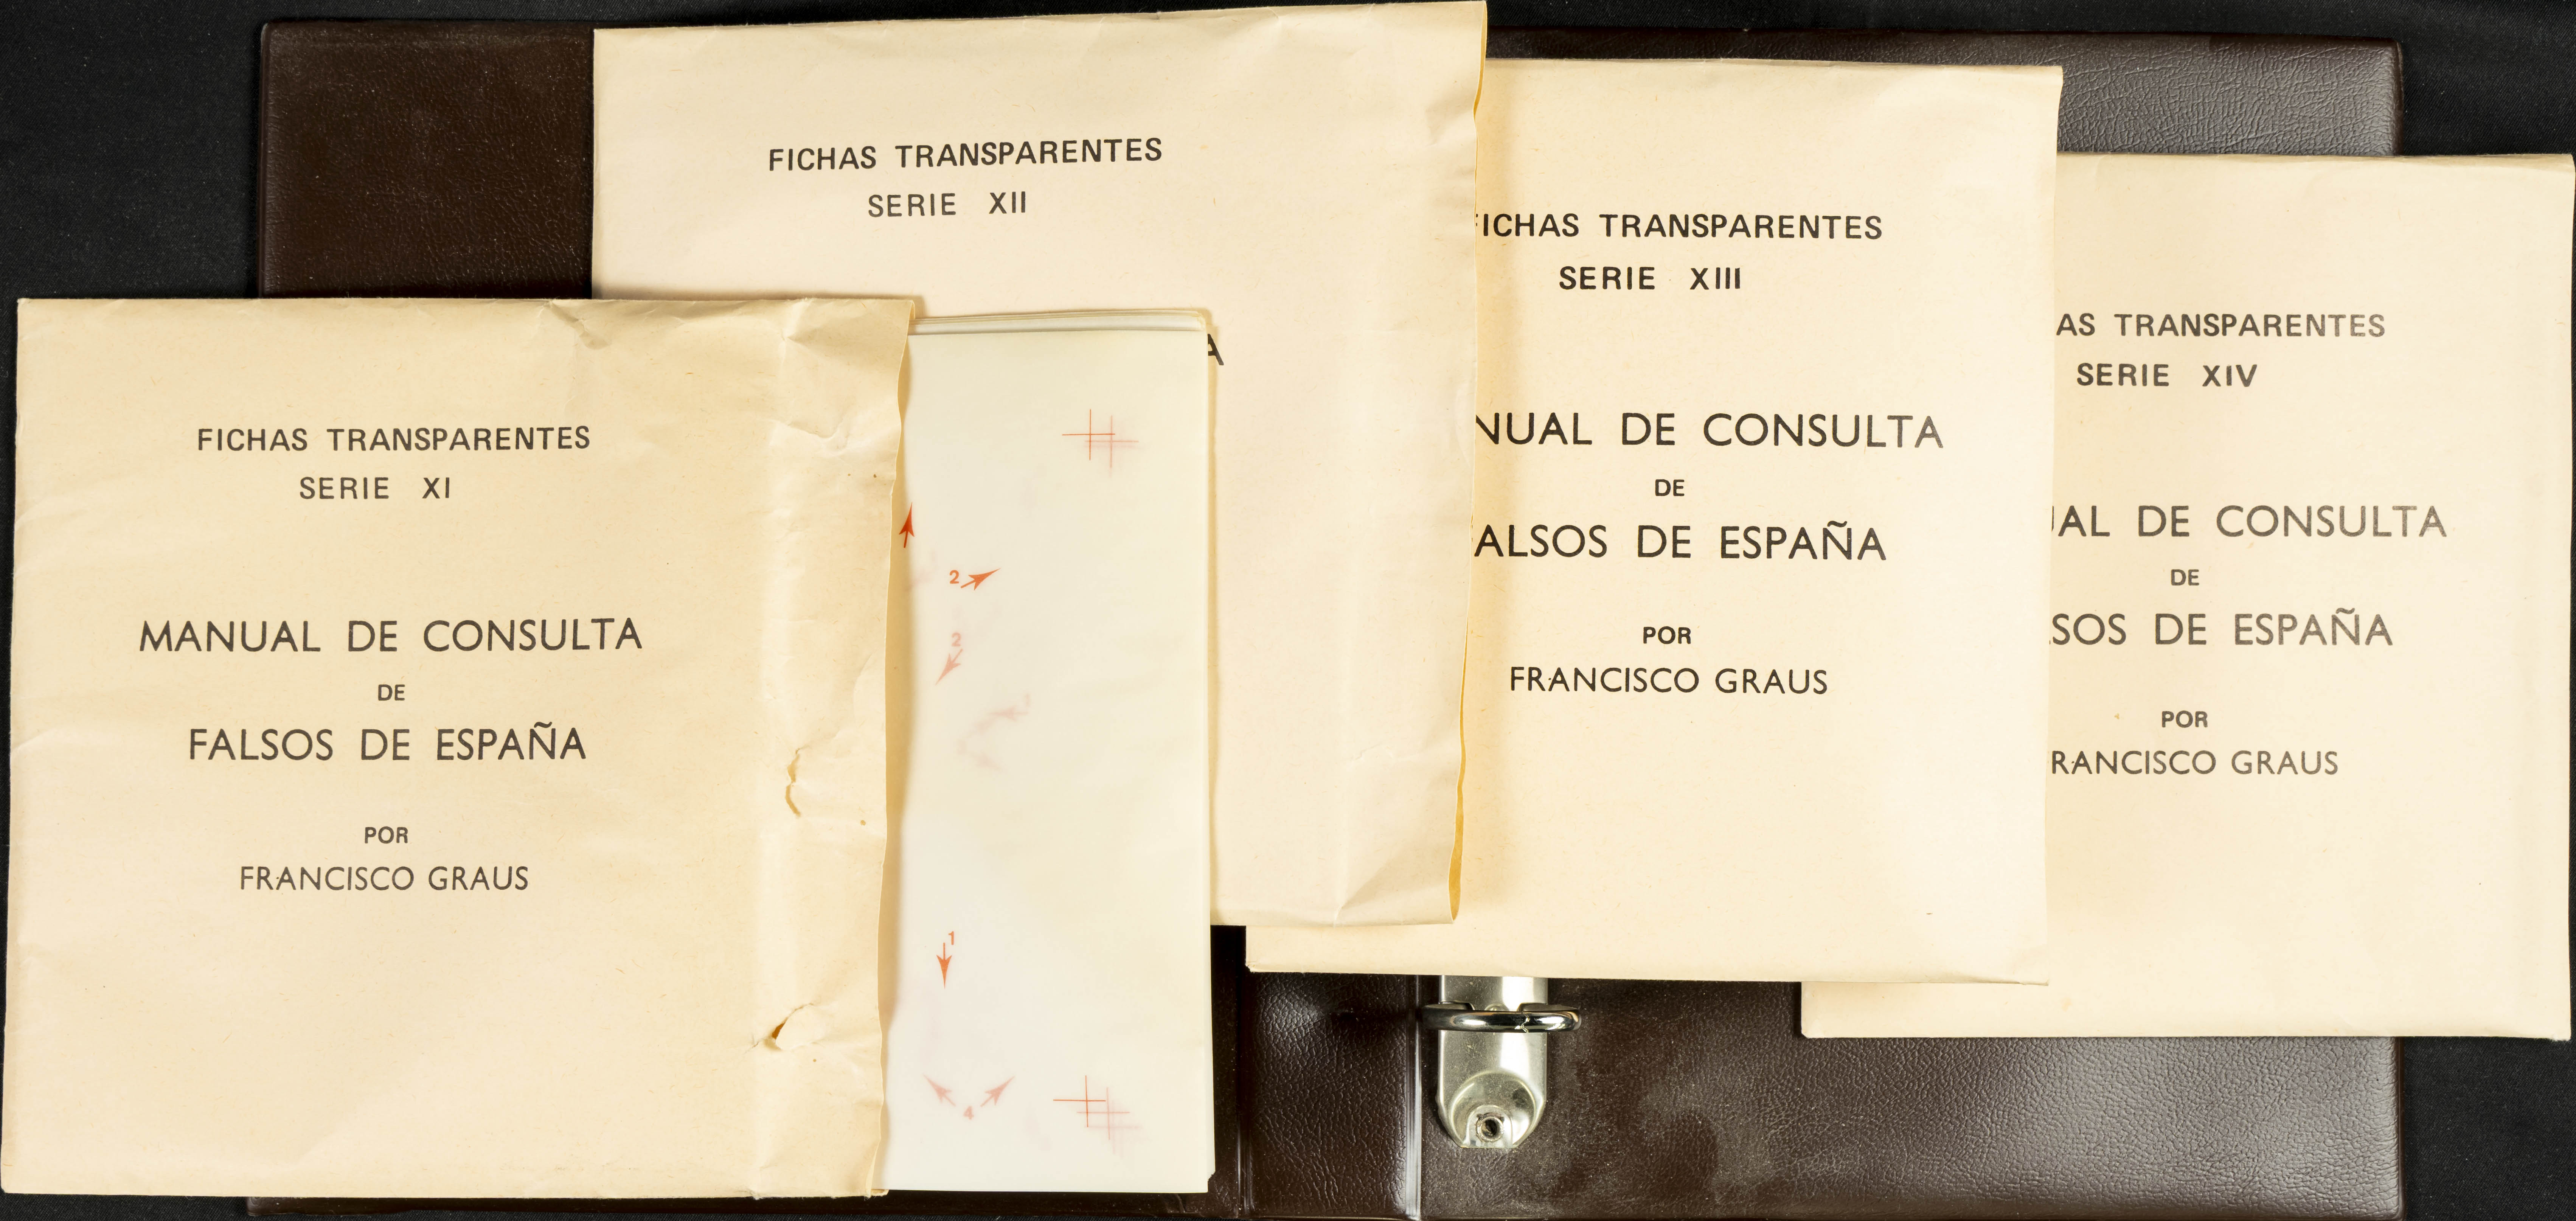 FICHAS TRANSPARENTES
SERIE XI
MANUAL DE CONSULTA
DE
FALSOS DE ESPAÑA
POR
FRANCISCO GRAUS
2
2
1
4
FICHAS TRANSPARENTES
SERIE XII
A
FICHAS TRANSPARENTES
SERIE XIII
NUAL DE CONSULTA
DE
ALSOS DE ESPAÑA
POR
FRANCISCO GRAUS
AS TRANSPARENTES
SERIE XIV
UAL DE CONSULTA
DE
SOS DE ESPAÑA
POR
RANCISCO GRAUS